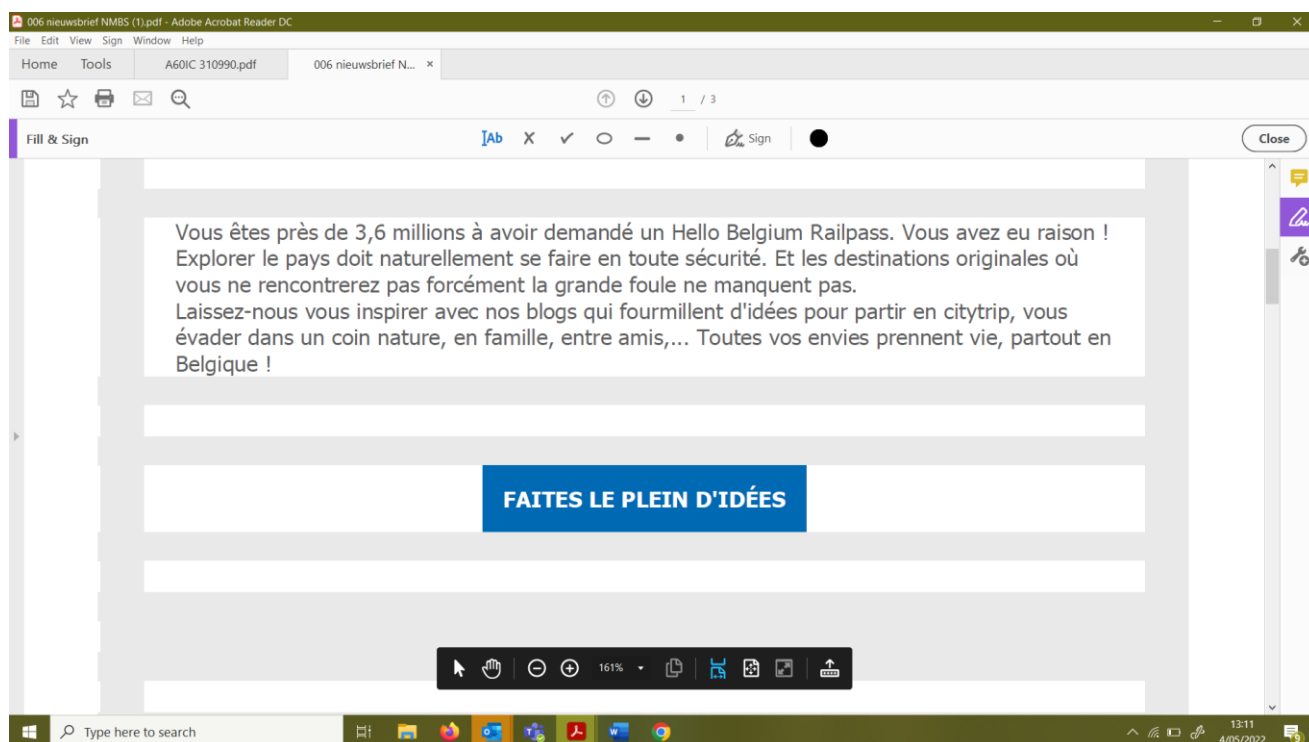 006 nieuwsbrief NMBS (1).pdf - Adobe Acrobat Reader DC
File Edit View Sign Window Help
Home Tools A60IC 310990.pdf 006 nieuwsbrief N... ×
1 / 3
Fill & Sign Ab Sign Close
Vous êtes près de 3,6 millions à avoir demandé un Hello Belgium Railpass. Vous avez eu raison !
Explorer le pays doit naturellement se faire en toute sécurité. Et les destinations originales où
vous ne rencontrerez pas forcément la grande foule ne manquent pas.
Laissez-nous vous inspirer avec nos blogs qui fourmillent d'idées pour partir en citytrip, vous
évader dans un coin nature, en famille, entre amis,... Toutes vos envies prennent vie, partout en
Belgique !
FAITES LE PLEIN D'IDÉES
161%
Type here to search
13:11
4/05/2022